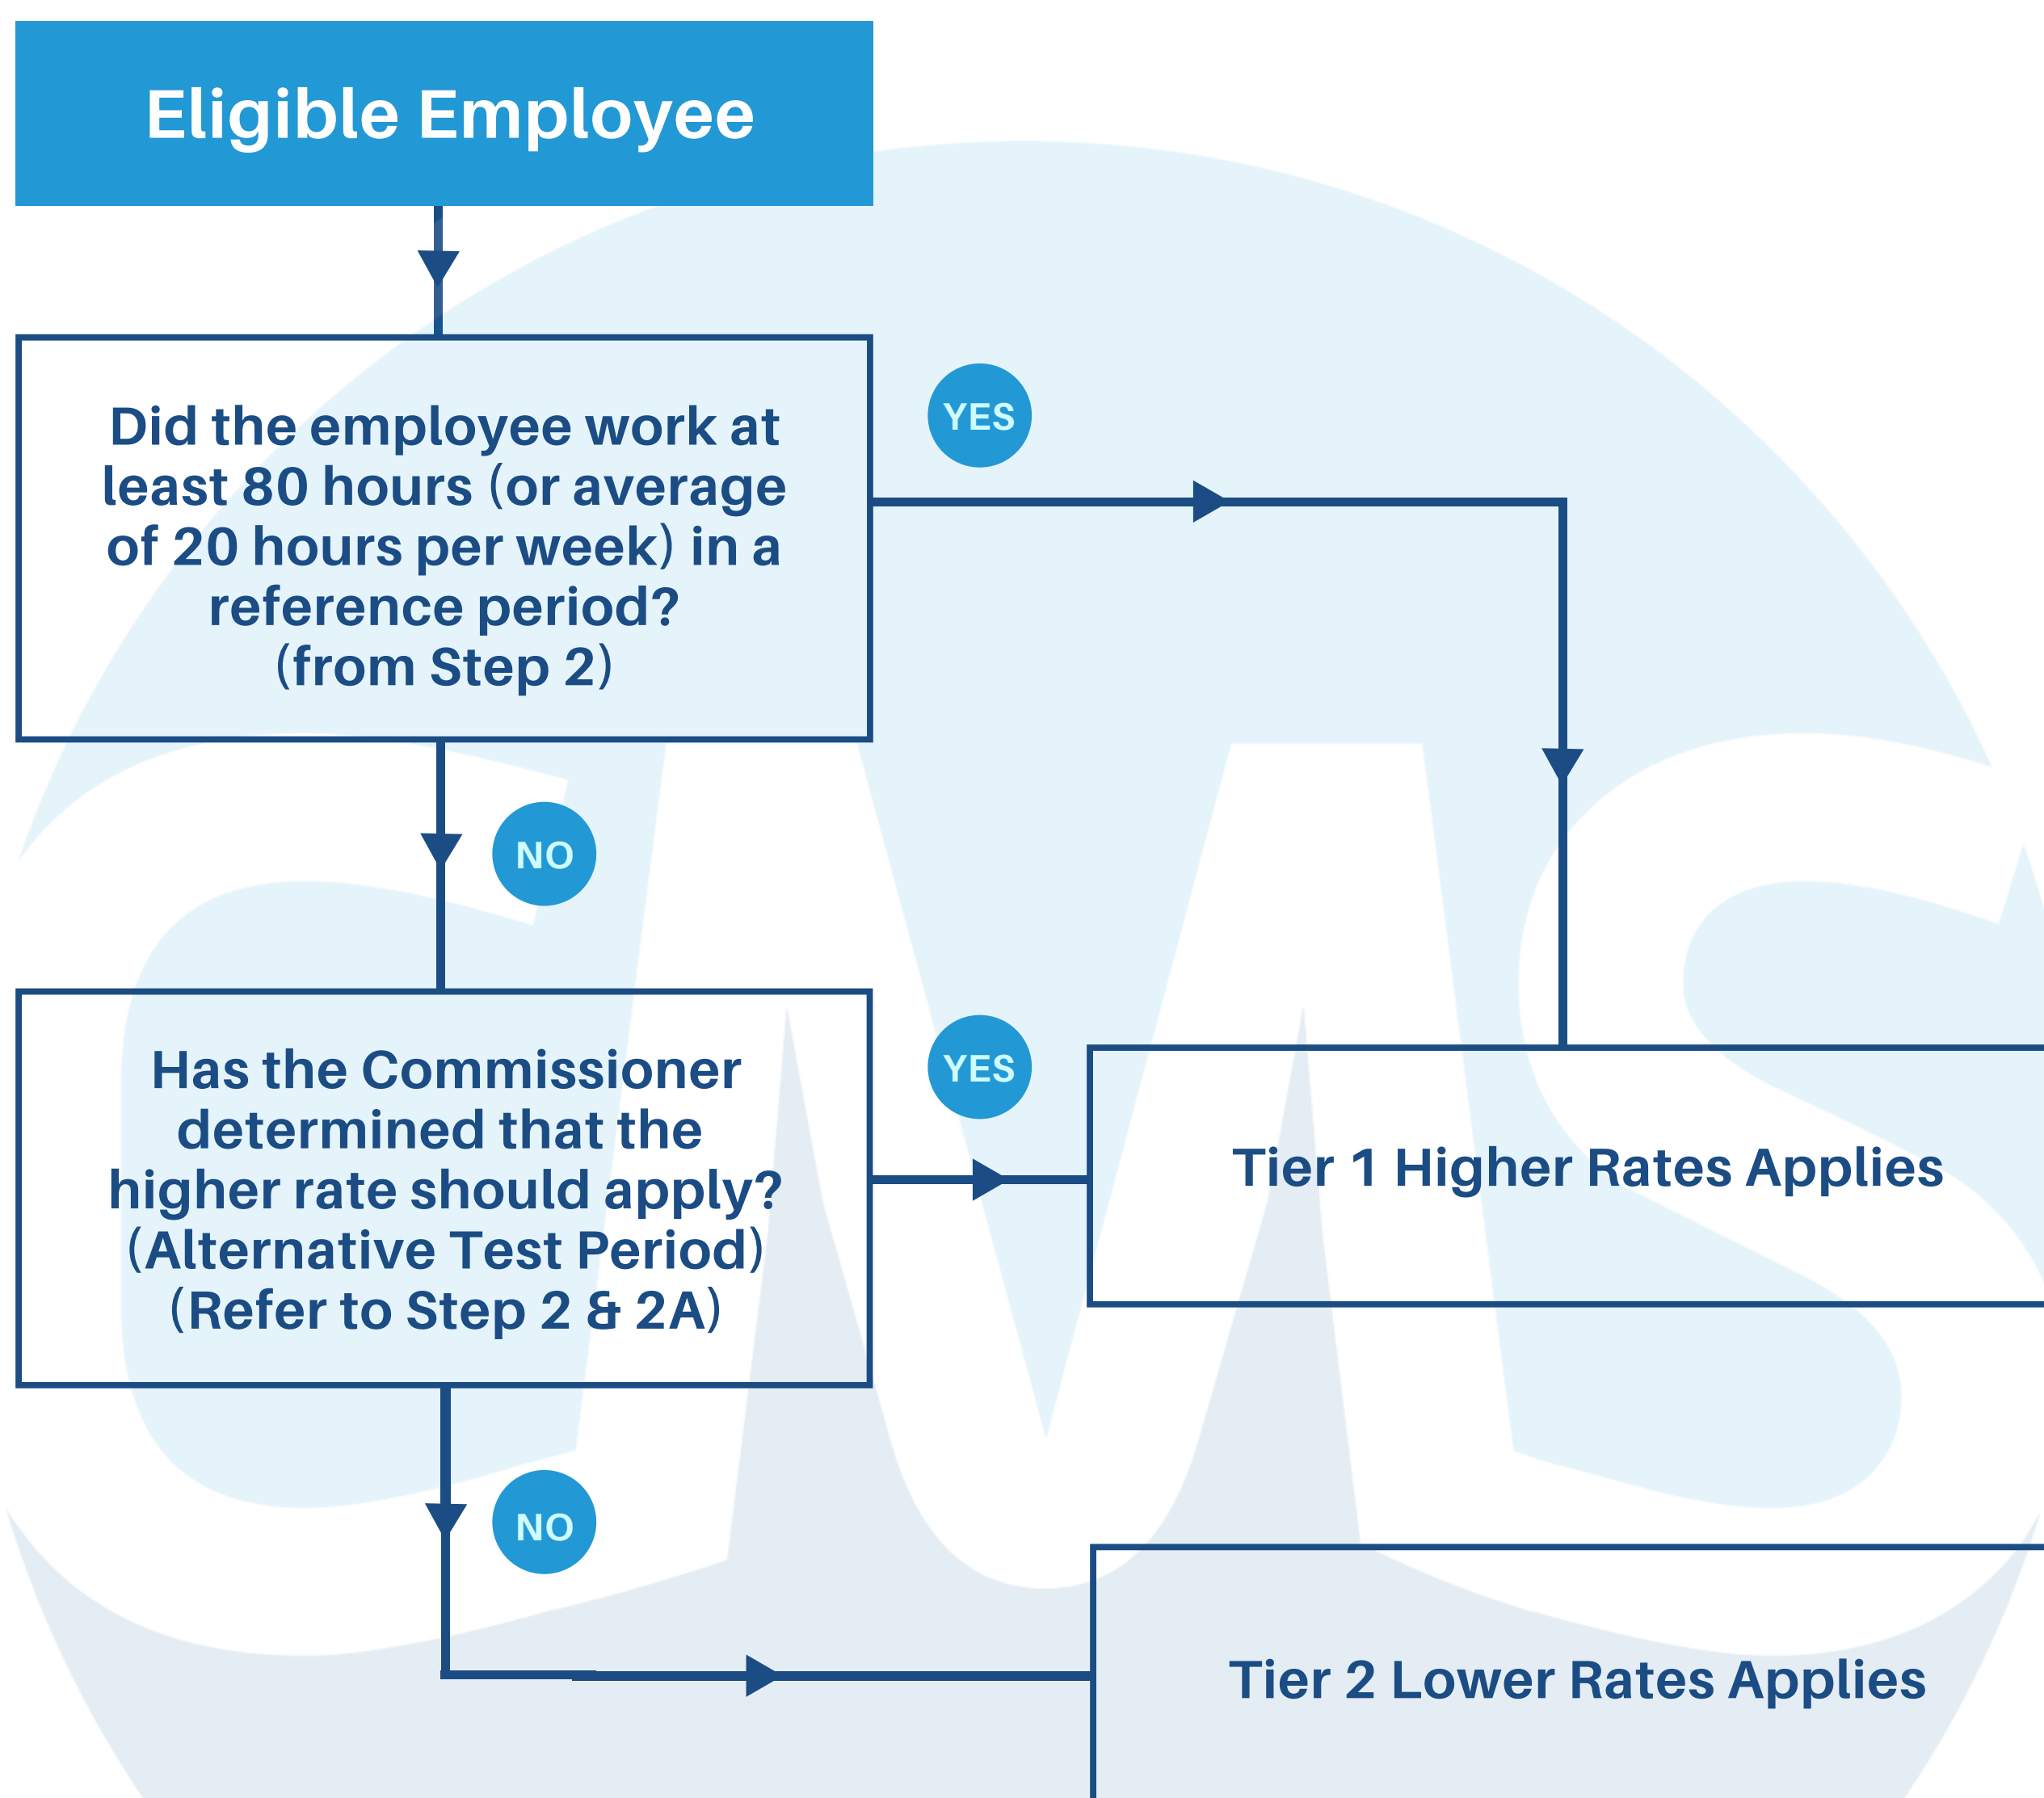 Eligible Employee
Did the employee work at
least 80 hours (or average
of 20 hours per week) in a
reference period?
(from Step 2)
YES
NO
Has the Commissioner
determined that the
higher rate should apply?
(Alternative Test Period)
(Refer to Step 2 & 2A)
YES
Tier 1 Higher Rates Applies
NO
Tier 2 Lower Rates Applies
CMS